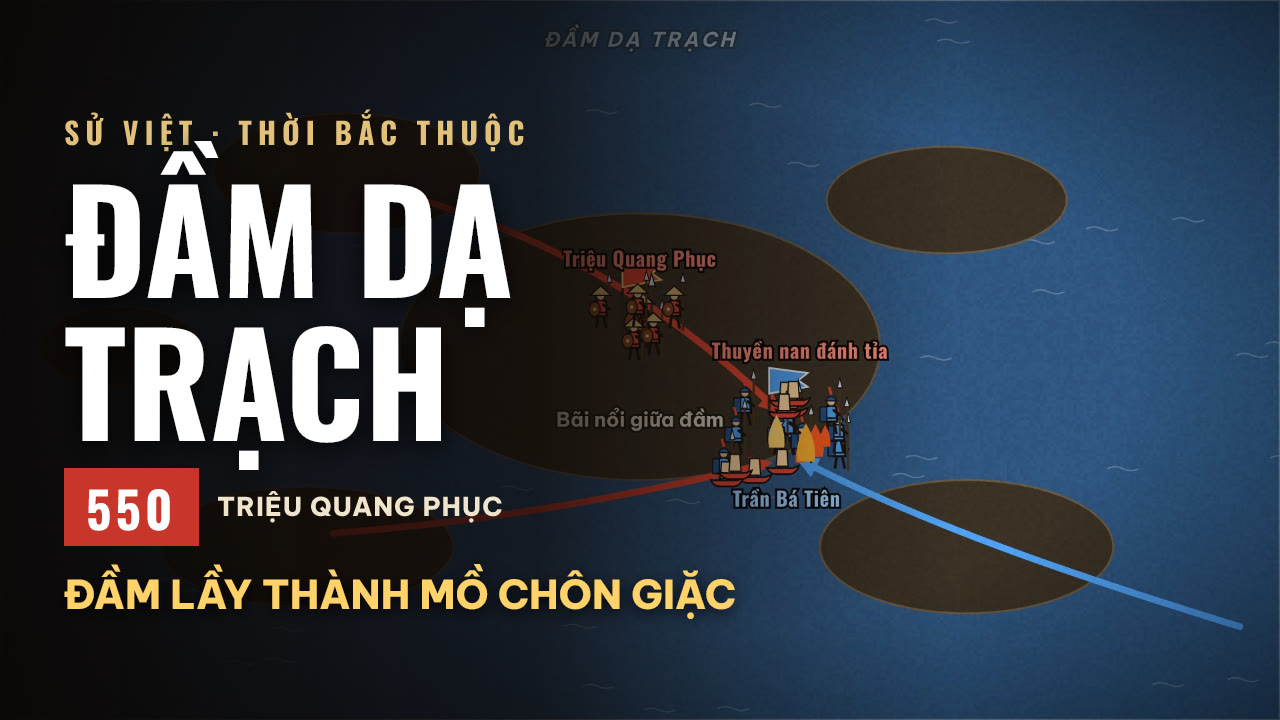 ĐẦM DẠ TRẠCH
SỬ VIỆT · THỜI BẮC THUỘC
ĐẦM DẠ
TRẠCH
550
TRIỆU QUANG PHỤC
ĐẦM LẦY THÀNH MỒ CHÔN GIẶC
Triệu Quang Phục
Thuyền nan đánh tỉa
Bãi nổi giữa đầm
Trần Bá Tiên